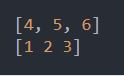 [4, 5, 6]
[1 2 3]